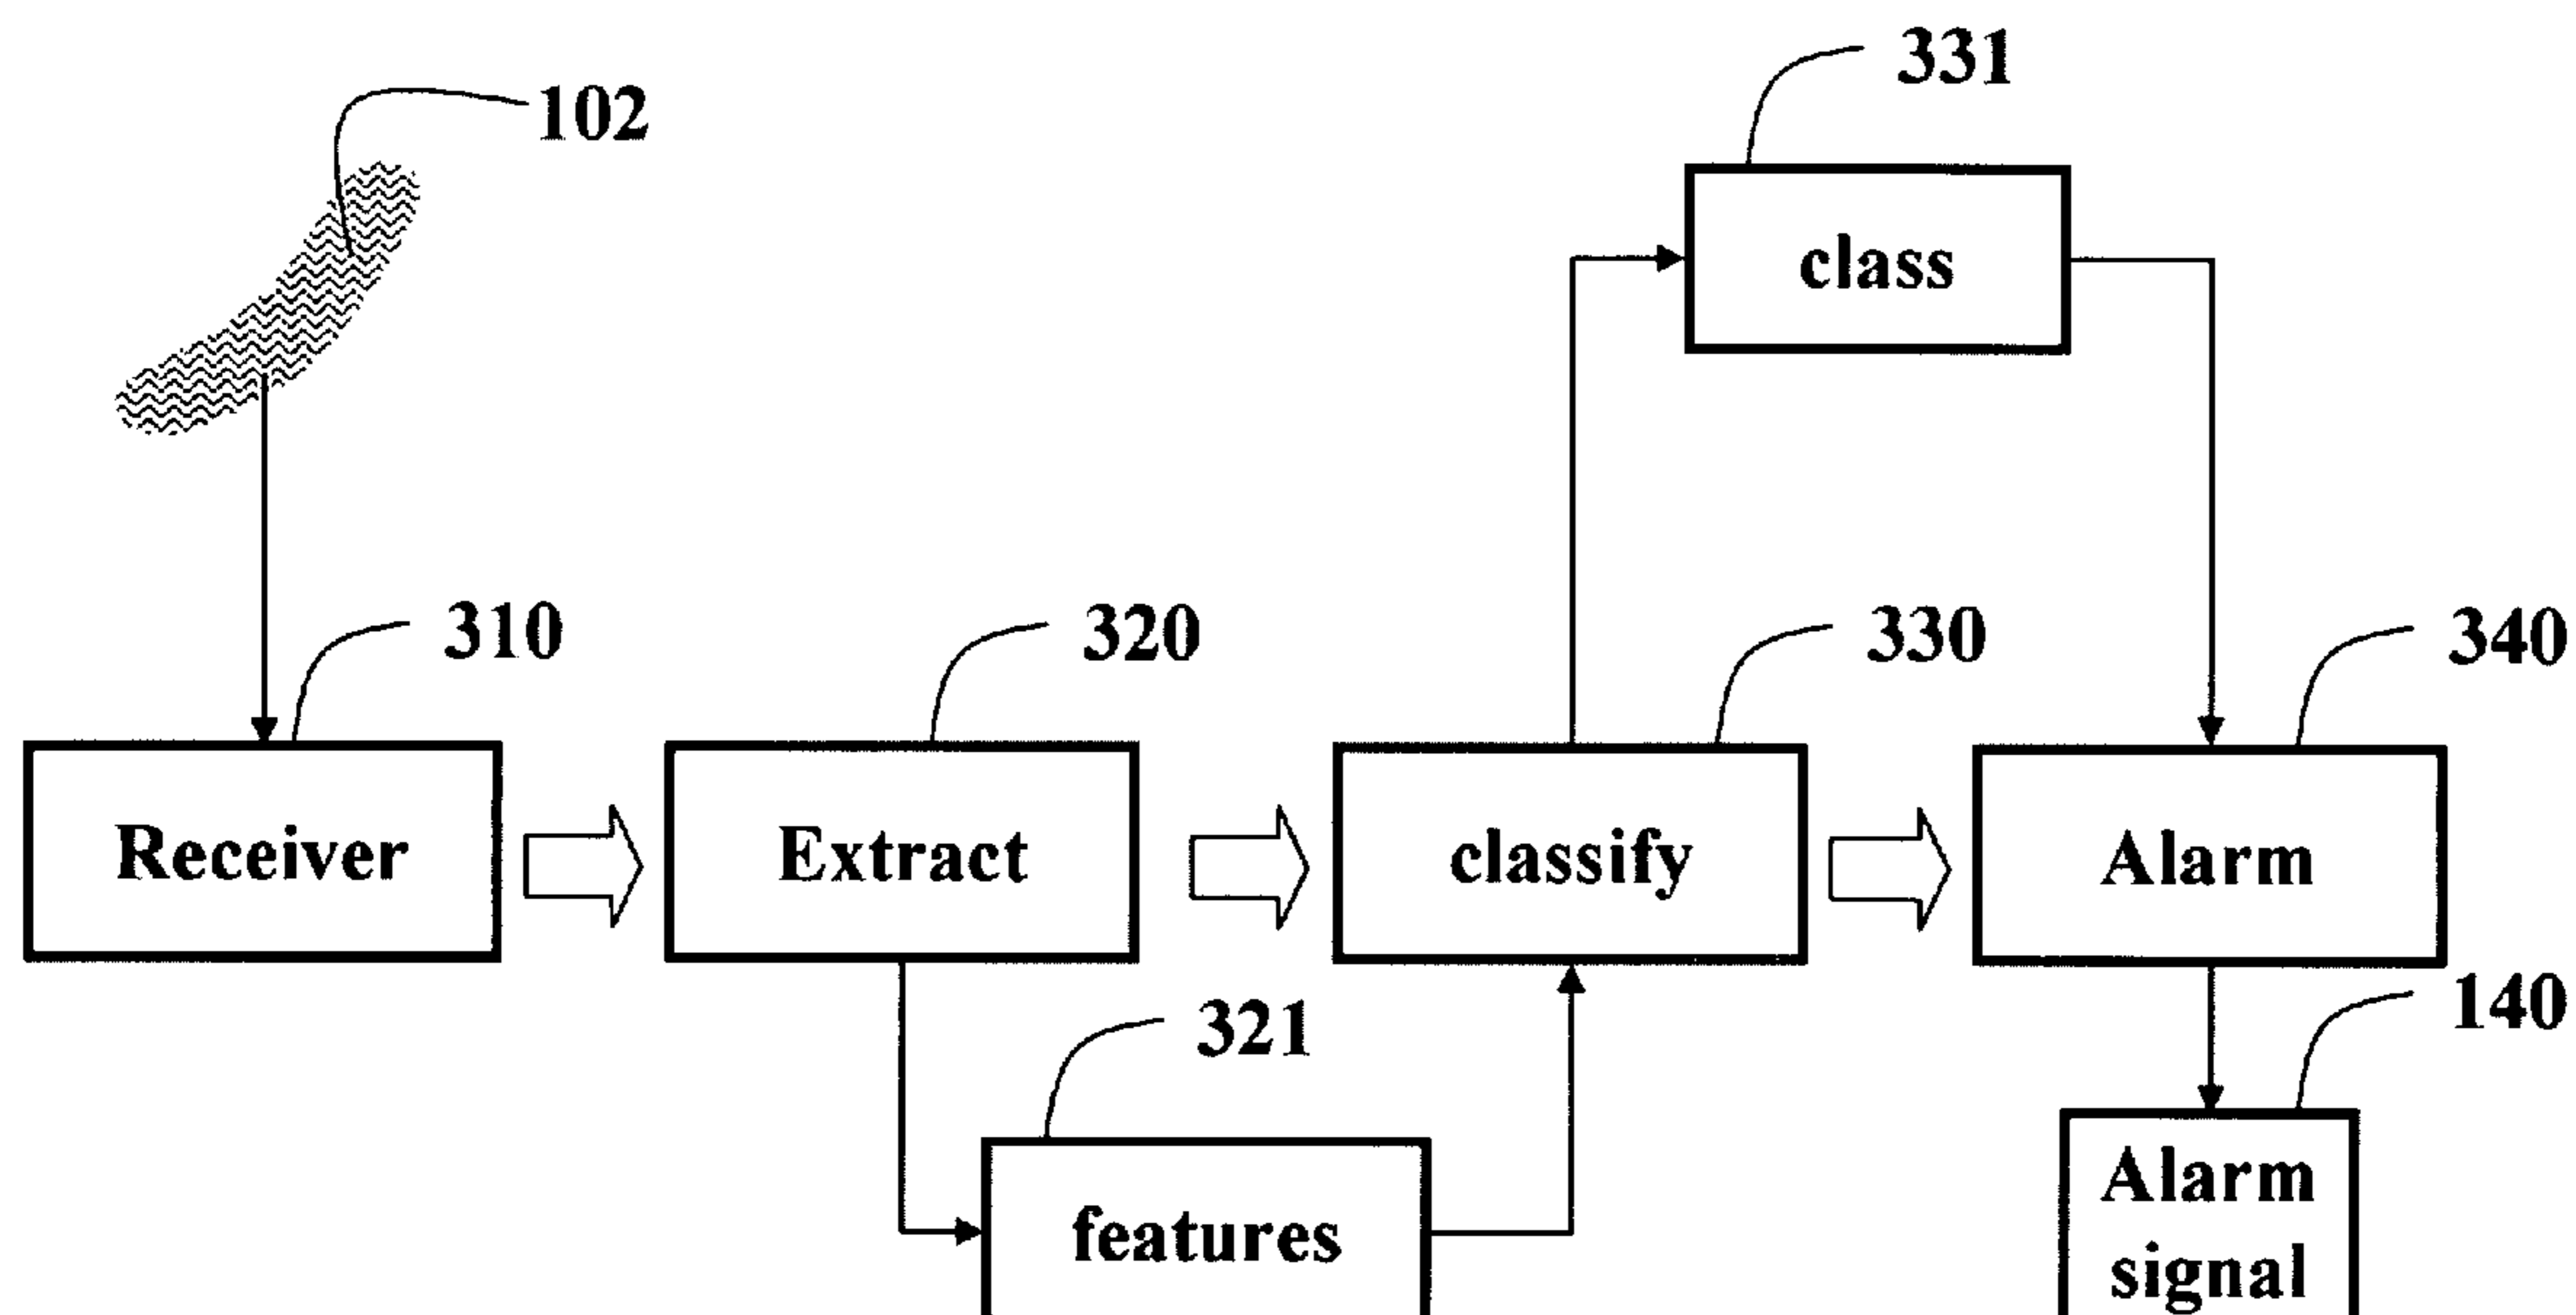 331
102
class
310
320
330
340
Receiver
Extract
classify
Alarm
321
140
features
Alarm
signal